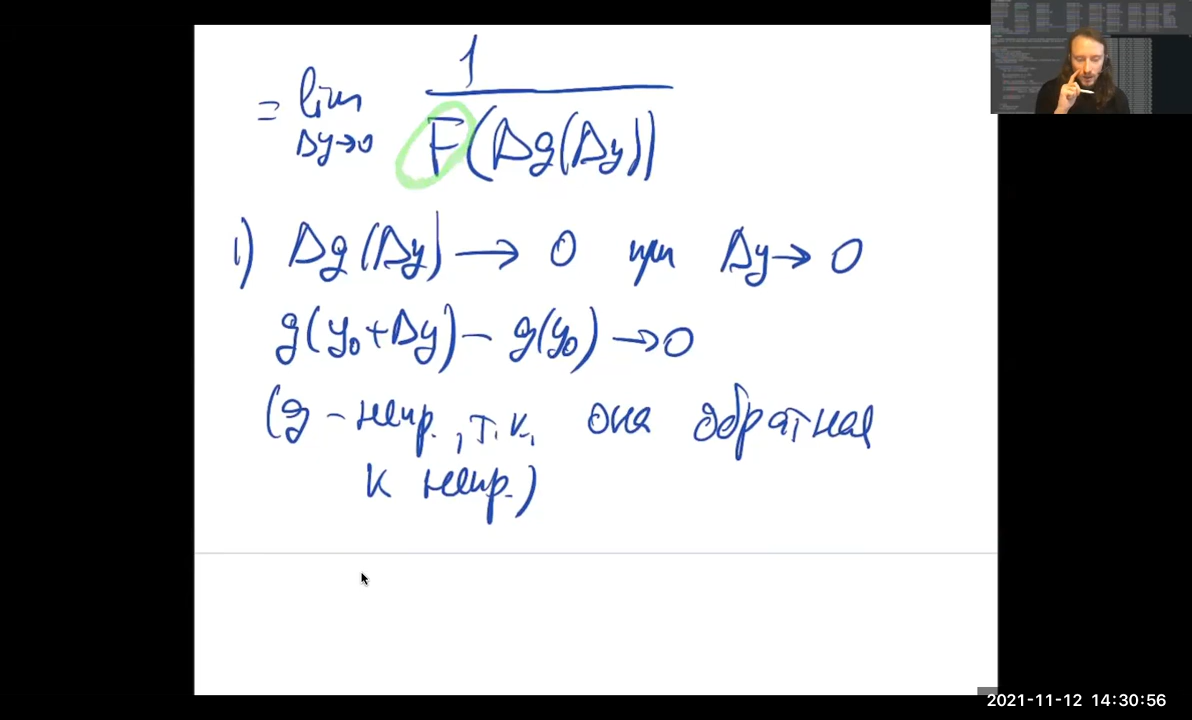 = lim 1
Δy→0 F(Δg(Δy))
1) Δg(Δy) → 0 при Δy → 0
g(y₀+Δy) − g(y₀) → 0
(g – непр., т.к. она обратная
к непр.)
2021-11-12 14:30:56